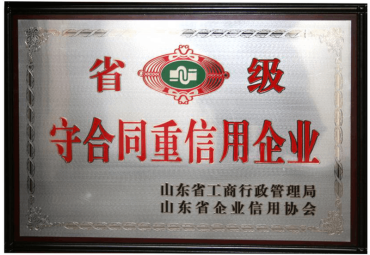 省级
守合同重信用企业
山东省工商行政管理局
山东省企业信用协会